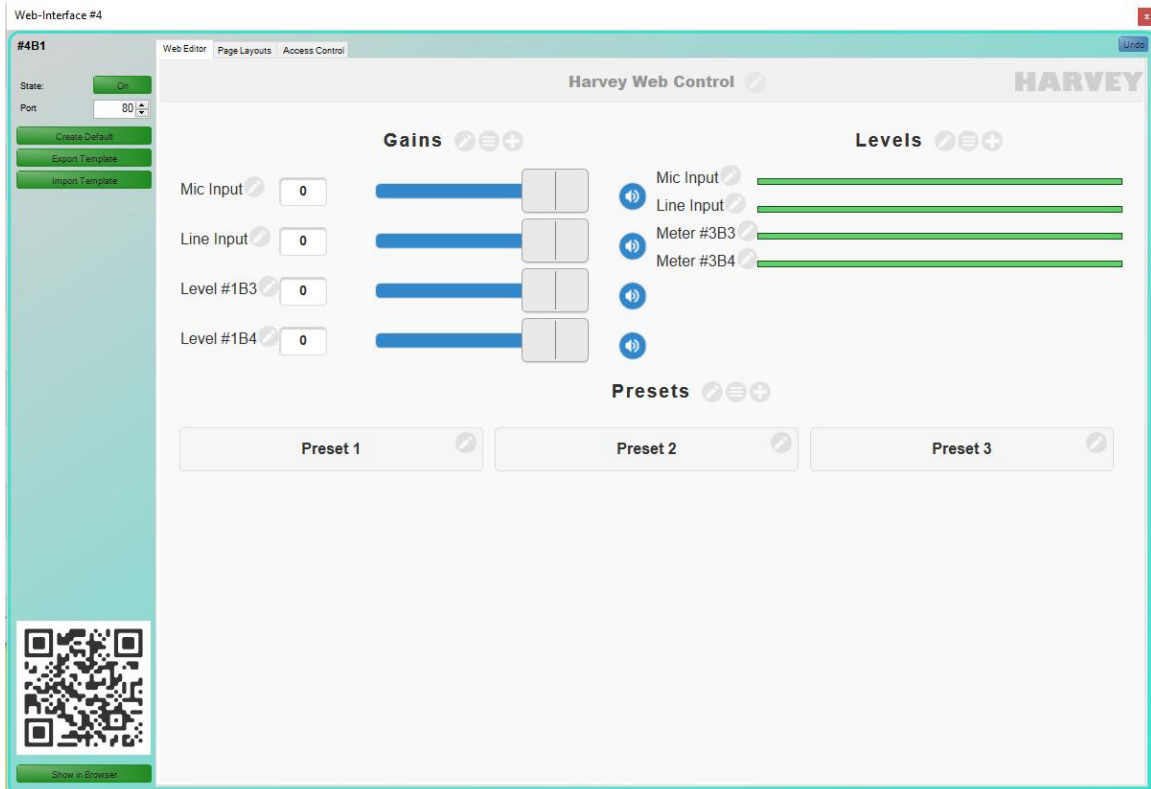 Web-Interface #4
x
#4B1
Web Editor Page Layouts Access Control
Undo
State: On
Port 80
Create Default
Export Template
Import Template
Harvey Web Control
HARVEY
Gains
Levels
Mic Input 0
Line Input 0
Level #1B3 0
Level #1B4 0
Mic Input
Line Input
Meter #3B3
Meter #3B4
Presets
Preset 1 Preset 2 Preset 3
Show in Browser